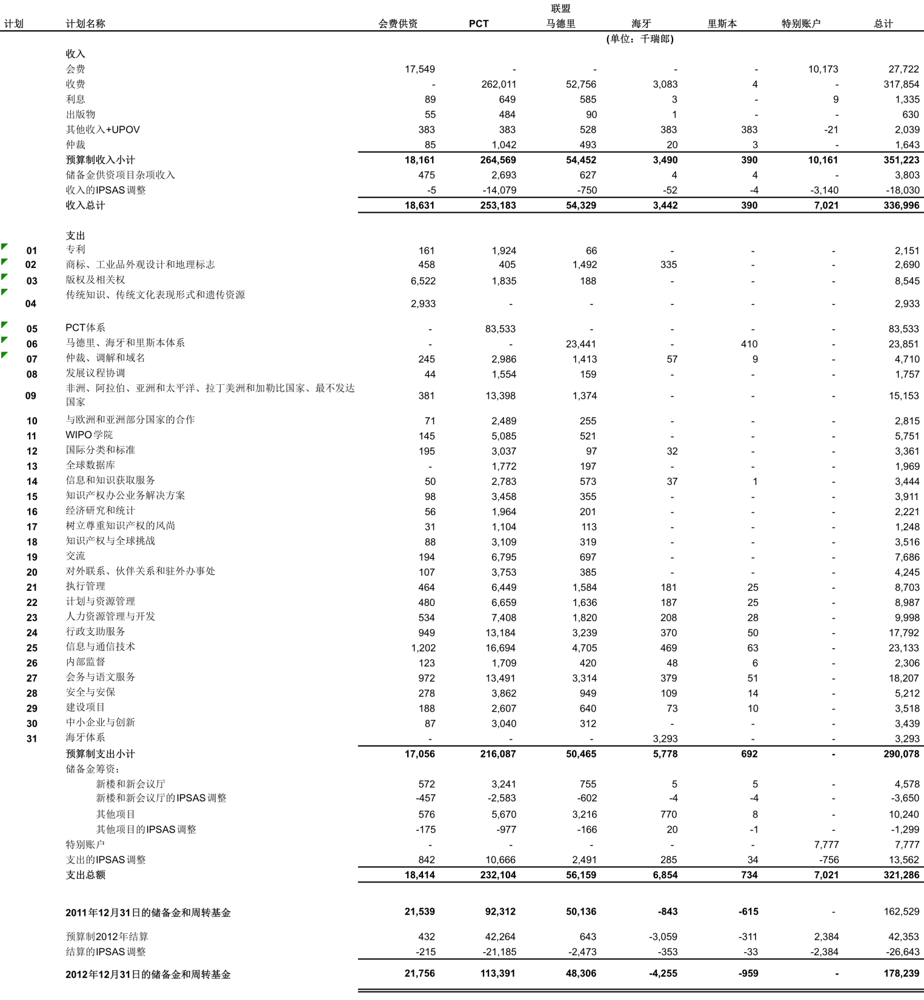 联盟
计划 计划名称 会费供资 PCT 马德里 海牙 里斯本 特别账户 总计
(单位：千瑞郎)
收入
会费 17,549 - - - - 10,173 27,722
收费 - 262,011 52,756 3,083 4 - 317,854
利息 89 649 585 3 - 9 1,335
出版物 55 484 90 1 - - 630
其他收入+UPOV 383 383 528 383 383 -21 2,039
仲裁 85 1,042 493 20 3 - 1,643
预算制收入小计 18,161 264,569 54,452 3,490 390 10,161 351,223
储备金供资项目杂项收入 475 2,693 627 4 4 - 3,803
收入的IPSAS调整 -5 -14,079 -750 -52 -4 -3,140 -18,030
收入总计 18,631 253,183 54,329 3,442 390 7,021 336,996
支出
01 专利 161 1,924 66 - - - 2,151
02 商标、工业品外观设计和地理标志 458 405 1,492 335 - - 2,690
03 版权及相关权 6,522 1,835 188 - - - 8,545
04 传统知识、传统文化表现形式和遗传资源 2,933 - - - - - 2,933
05 PCT体系 - 83,533 - - - - 83,533
06 马德里、海牙和里斯本体系 - - 23,441 - 410 - 23,851
07 仲裁、调解和域名 245 2,986 1,413 57 9 - 4,710
08 发展议程协调 44 1,554 159 - - - 1,757
09 非洲、阿拉伯、亚洲和太平洋、拉丁美洲和加勒比国家、最不发达 381 13,398 1,374 - - - 15,153
国家
10 与欧洲和亚洲部分国家的合作 71 2,489 255 - - - 2,815
11 WIPO学院 145 5,085 521 - - - 5,751
12 国际分类和标准 195 3,037 97 32 - - 3,361
13 全球数据库 - 1,772 197 - - - 1,969
14 信息和知识获取服务 50 2,783 573 37 1 - 3,444
15 知识产权办公业务解决方案 98 3,458 355 - - - 3,911
16 经济研究和统计 56 1,964 201 - - - 2,221
17 树立尊重知识产权的风尚 31 1,104 113 - - - 1,248
18 知识产权与全球挑战 88 3,109 319 - - - 3,516
19 交流 194 6,795 697 - - - 7,686
20 对外联系、伙伴关系和驻外办事处 107 3,753 385 - - - 4,245
21 执行管理 464 6,449 1,584 181 25 - 8,703
22 计划与资源管理 480 6,659 1,636 187 25 - 8,987
23 人力资源管理与开发 534 7,408 1,820 208 28 - 9,998
24 行政支助服务 949 13,184 3,239 370 50 - 17,792
25 信息与通信技术 1,202 16,694 4,705 469 63 - 23,133
26 内部监督 123 1,709 420 48 6 - 2,306
27 会务与语文服务 972 13,491 3,314 379 51 - 18,207
28 安全与安保 278 3,862 949 109 14 - 5,212
29 建设项目 188 2,607 640 73 10 - 3,518
30 中小企业与创新 87 3,040 312 - - - 3,439
31 海牙体系 - - - 3,293 - - 3,293
预算制支出小计 17,056 216,087 50,465 5,778 692 - 290,078
储备金筹资：
新楼和新会议厅 572 3,241 755 5 5 - 4,578
新楼和新会议厅的IPSAS调整 -457 -2,583 -602 -4 -4 - -3,650
其他项目 576 5,670 3,216 770 8 - 10,240
其他项目的IPSAS调整 -175 -977 -166 20 -1 - -1,299
特别账户 - - - - - 7,777 7,777
支出的IPSAS调整 842 10,666 2,491 285 34 -756 13,562
支出总额 18,414 232,104 56,159 6,854 734 7,021 321,286
2011年12月31日的储备金和周转基金 21,539 92,312 50,136 -843 -615 - 162,529
预算制2012年结算 432 42,264 643 -3,059 -311 2,384 42,353
结算的IPSAS调整 -215 -21,185 -2,473 -353 -33 -2,384 -26,643
2012年12月31日的储备金和周转基金 21,756 113,391 48,306 -4,255 -959 - 178,239